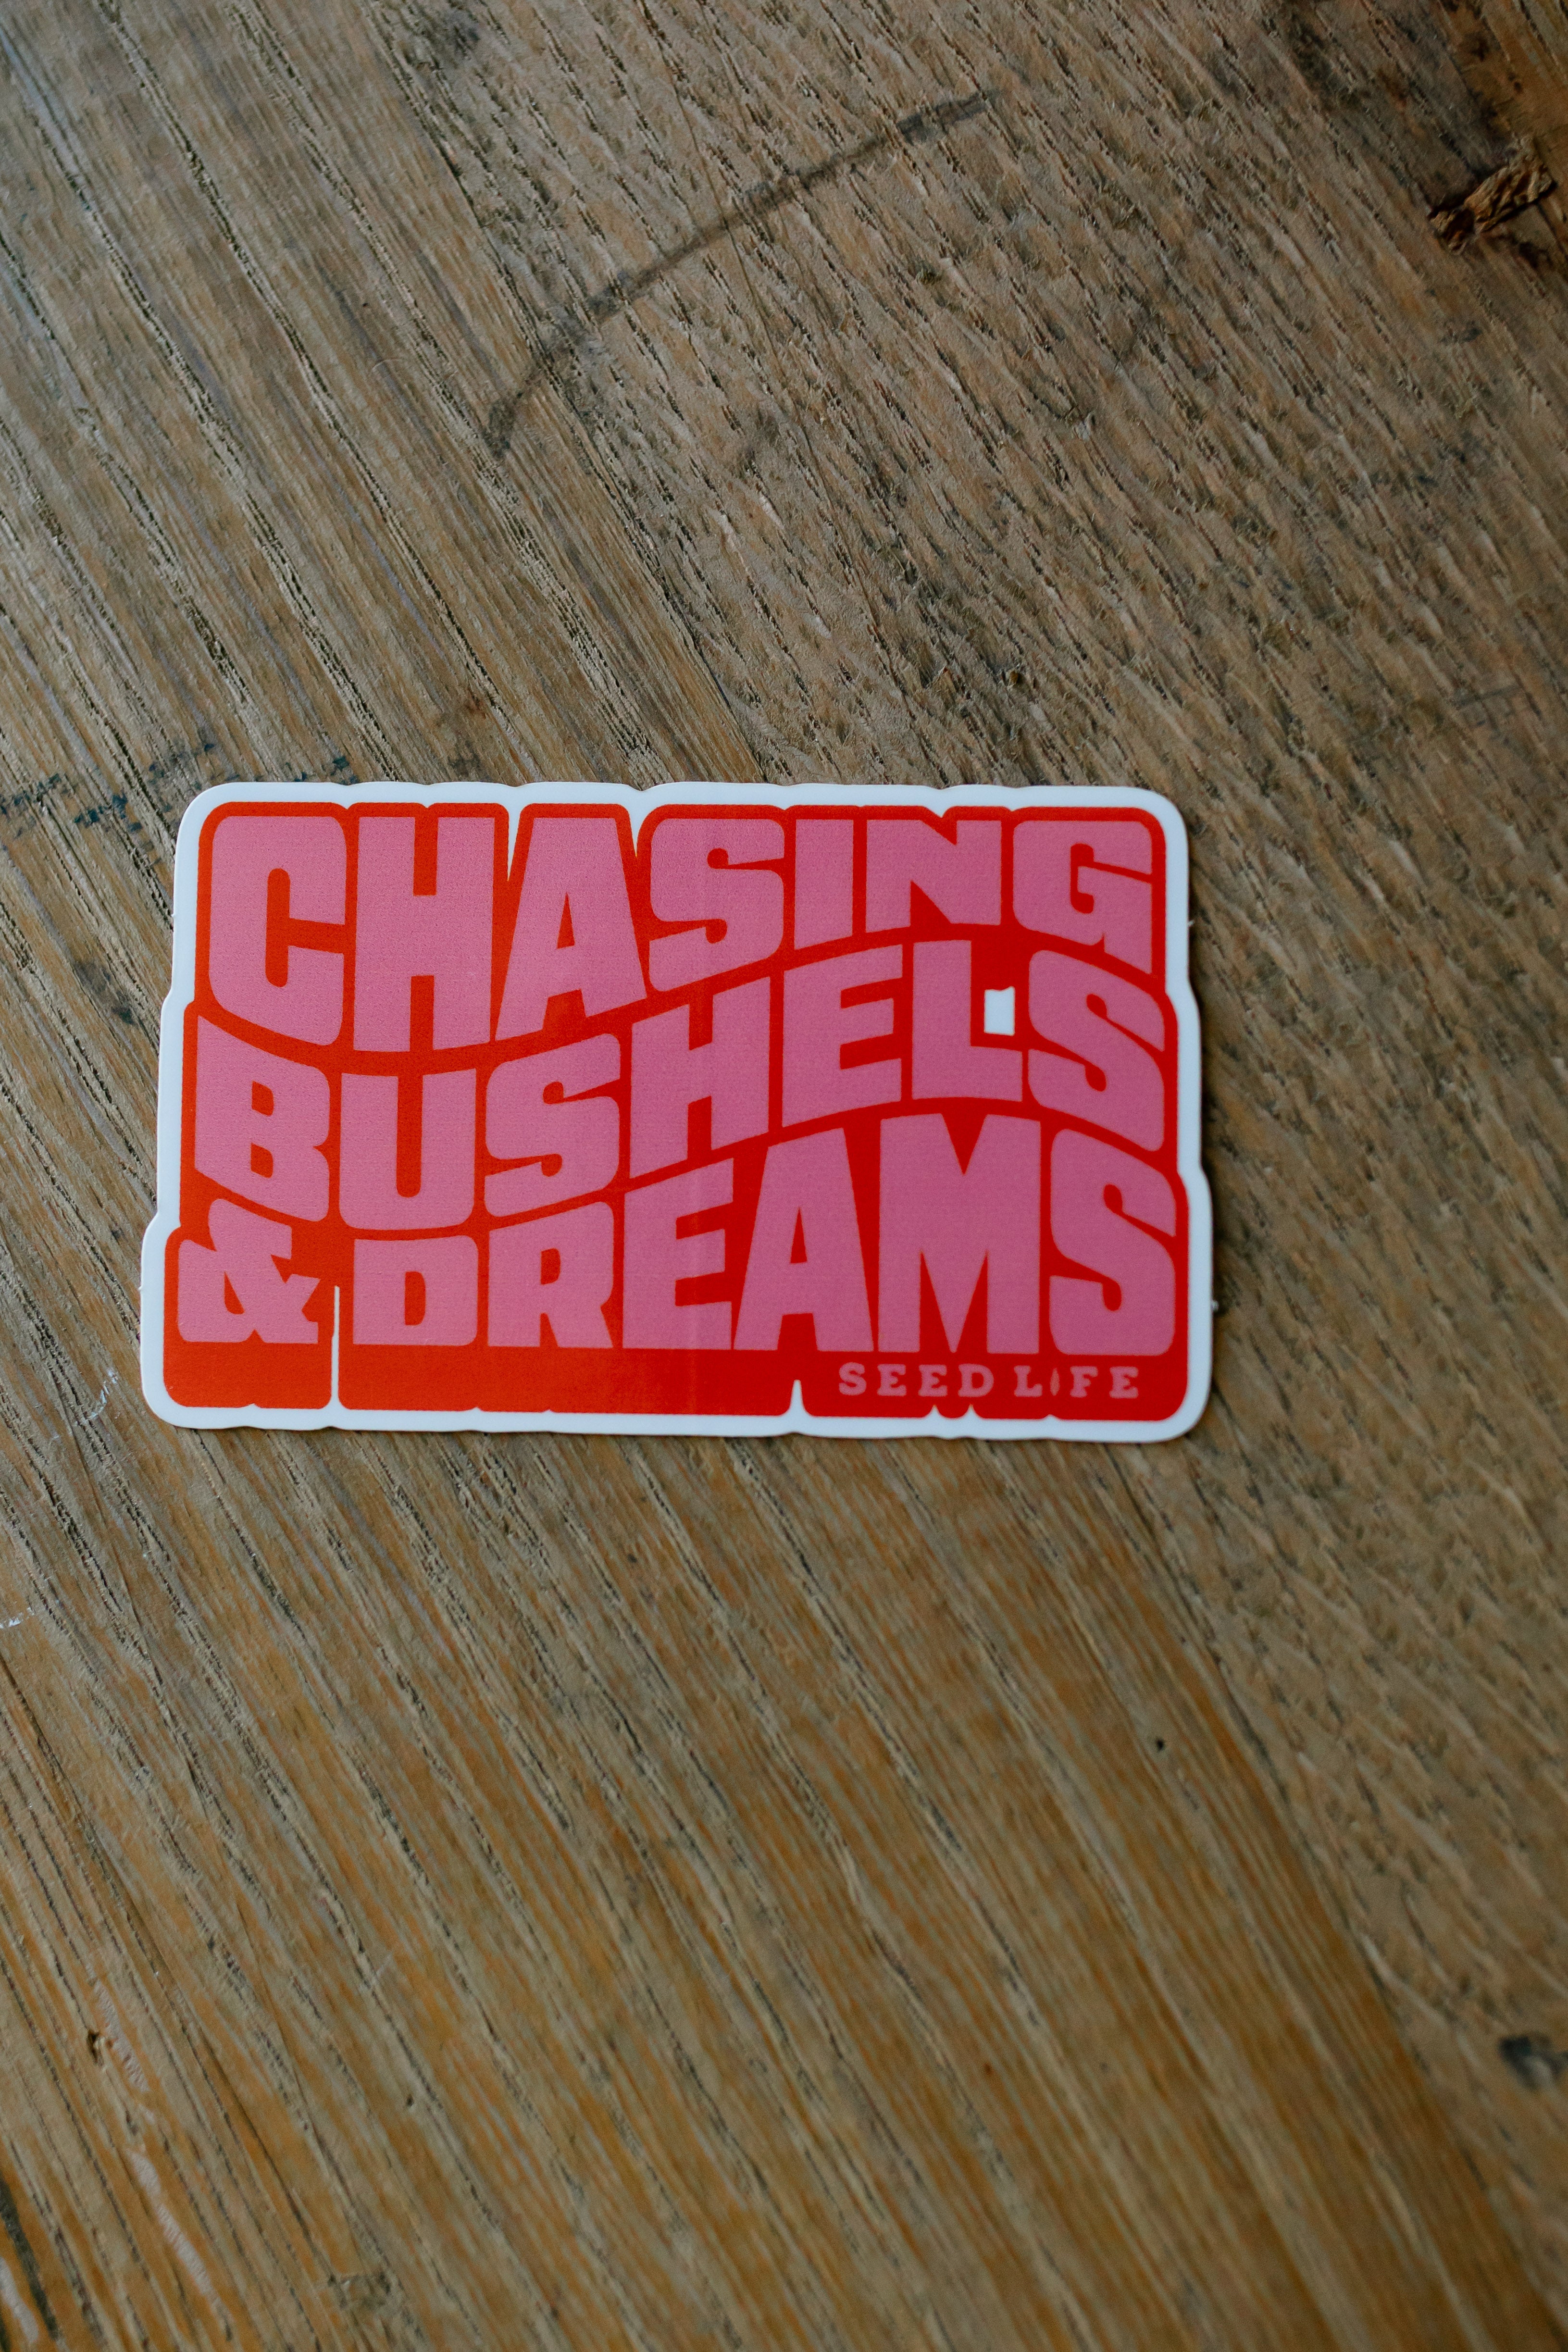 CHASING
BUSHELS
& DREAMS
SEED LIFE